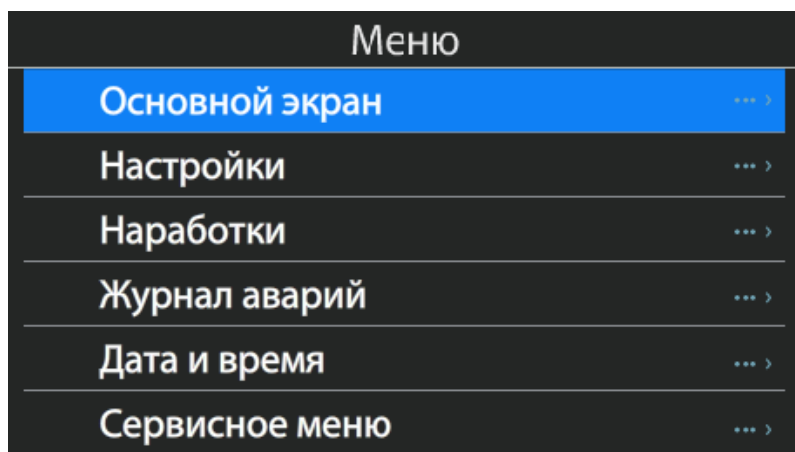 Меню
Основной экран
Настройки
Наработки
Журнал аварий
Дата и время
Сервисное меню